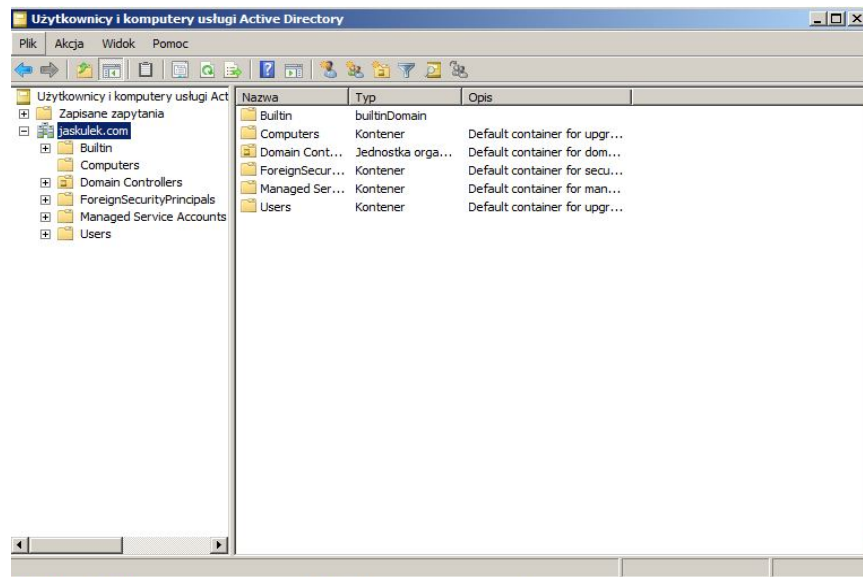 Użytkownicy i komputery usługi Active Directory
Plik Akcja Widok Pomoc
Użytkownicy i komputery usługi Act
Zapisane zapytania
jaskulek.com
Builtin
Computers
Domain Controllers
ForeignSecurityPrincipals
Managed Service Accounts
Users
Nazwa Typ Opis
Builtin builtinDomain
Computers Kontener Default container for upgr...
Domain Cont... Jednostka orga... Default container for dom...
ForeignSecur... Kontener Default container for secu...
Managed Ser... Kontener Default container for man...
Users Kontener Default container for upgr...